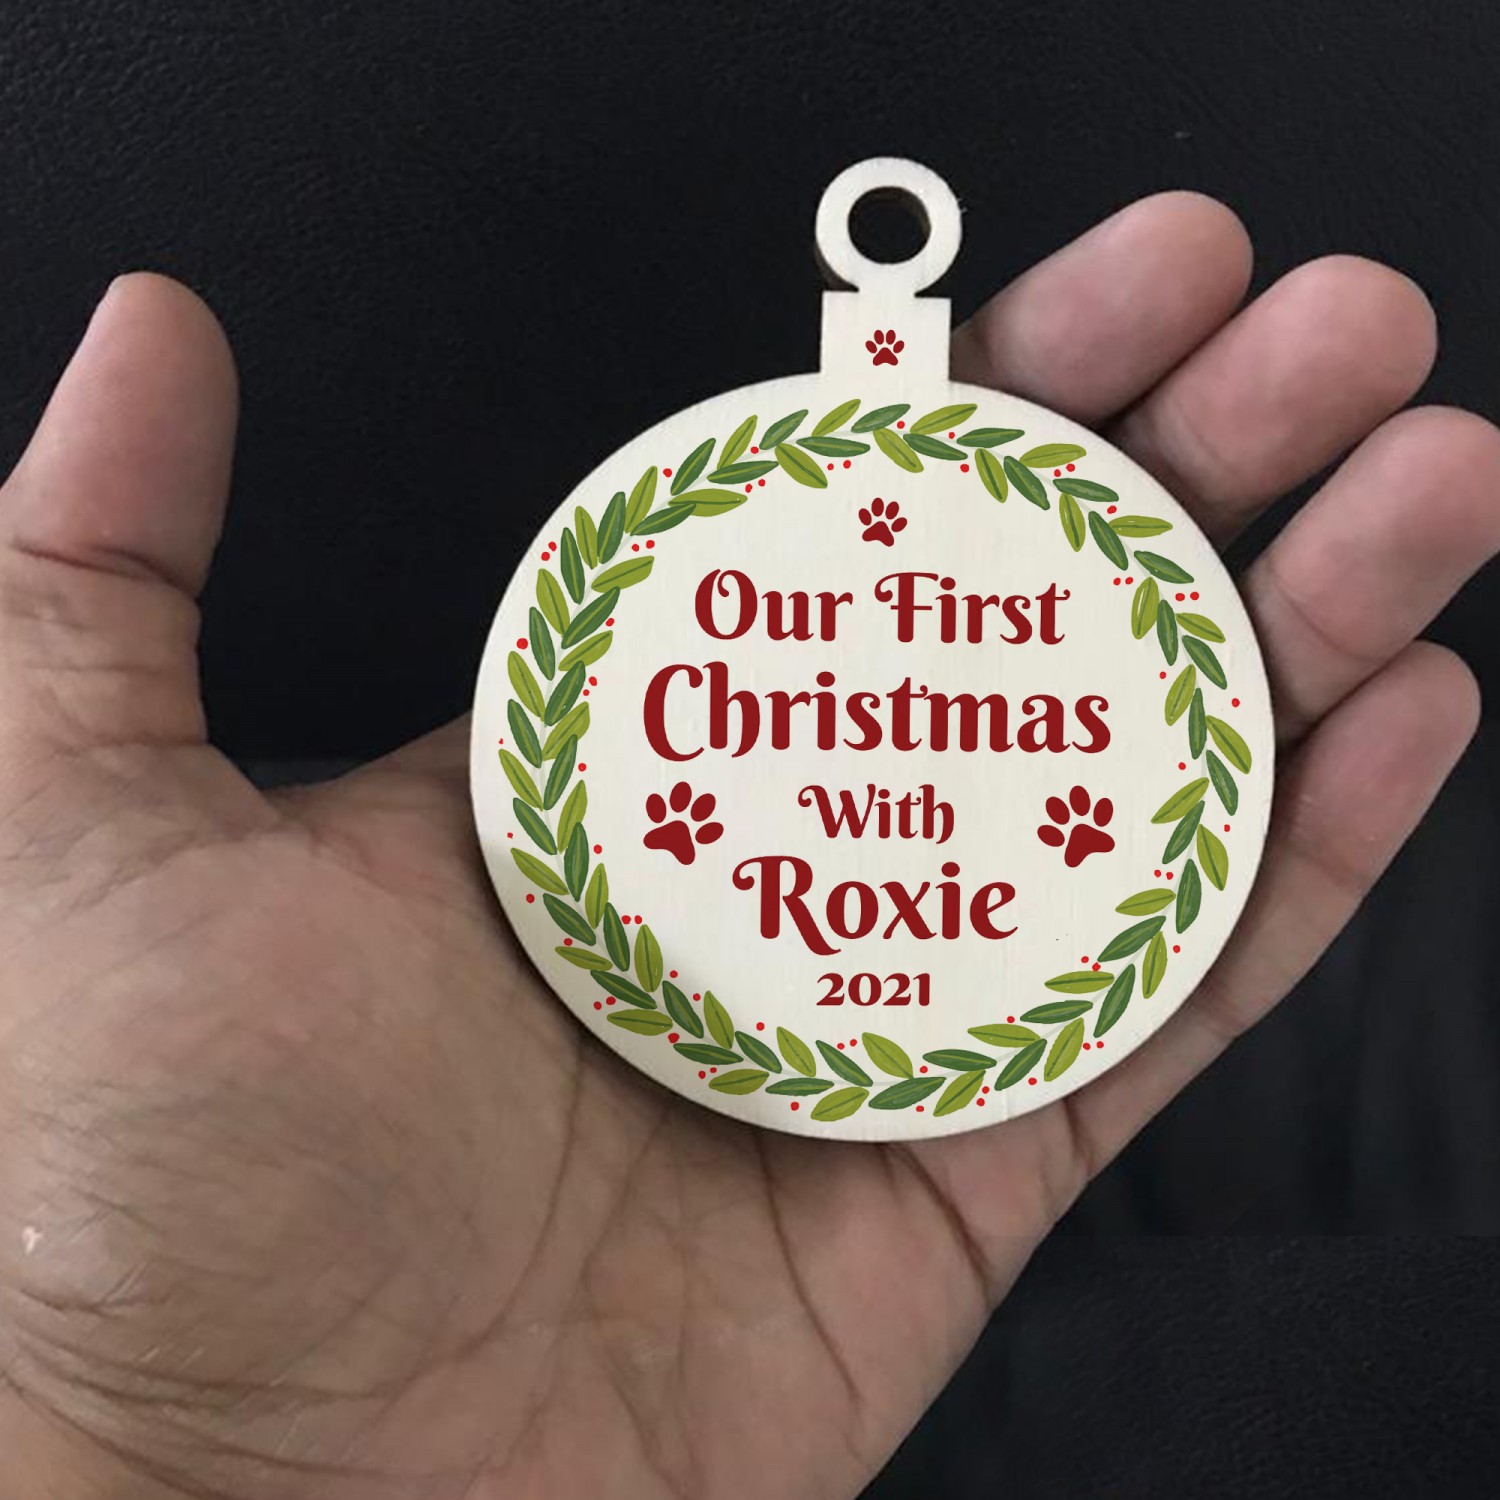 Our First
Christmas
With
Roxie
2021